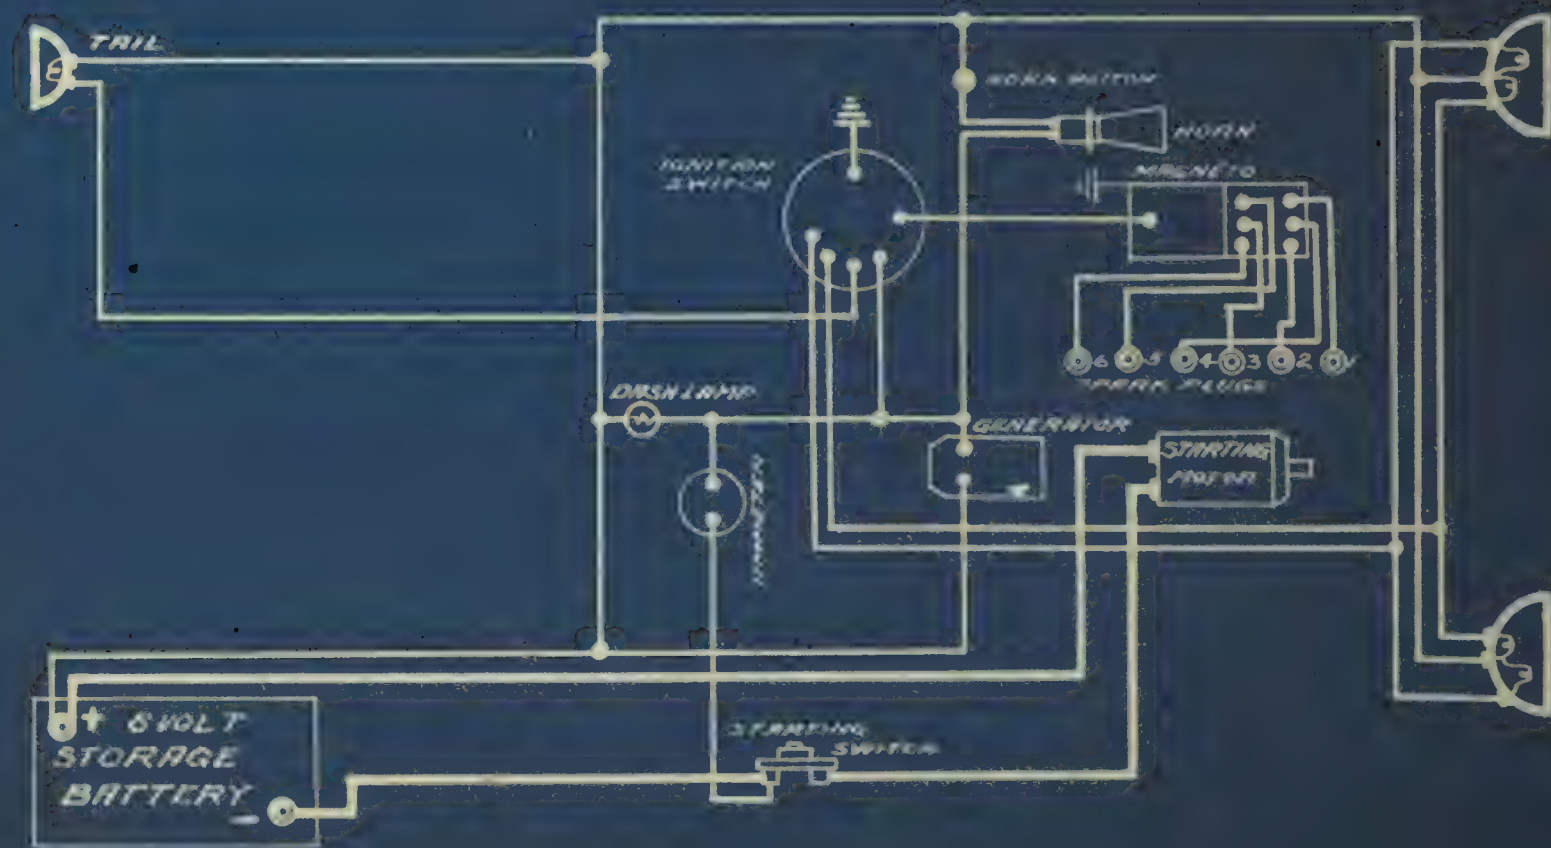 TAIL
HORN BUTTON
HORN
IGNITION
SWITCH
MAGNETO
6 5 4 3 2 1
SPARK PLUGS
DASH LAMP
GENERATOR
AMMETER
STARTING
MOTOR
+ 6 VOLT
STORAGE
BATTERY
-
STARTING
SWITCH